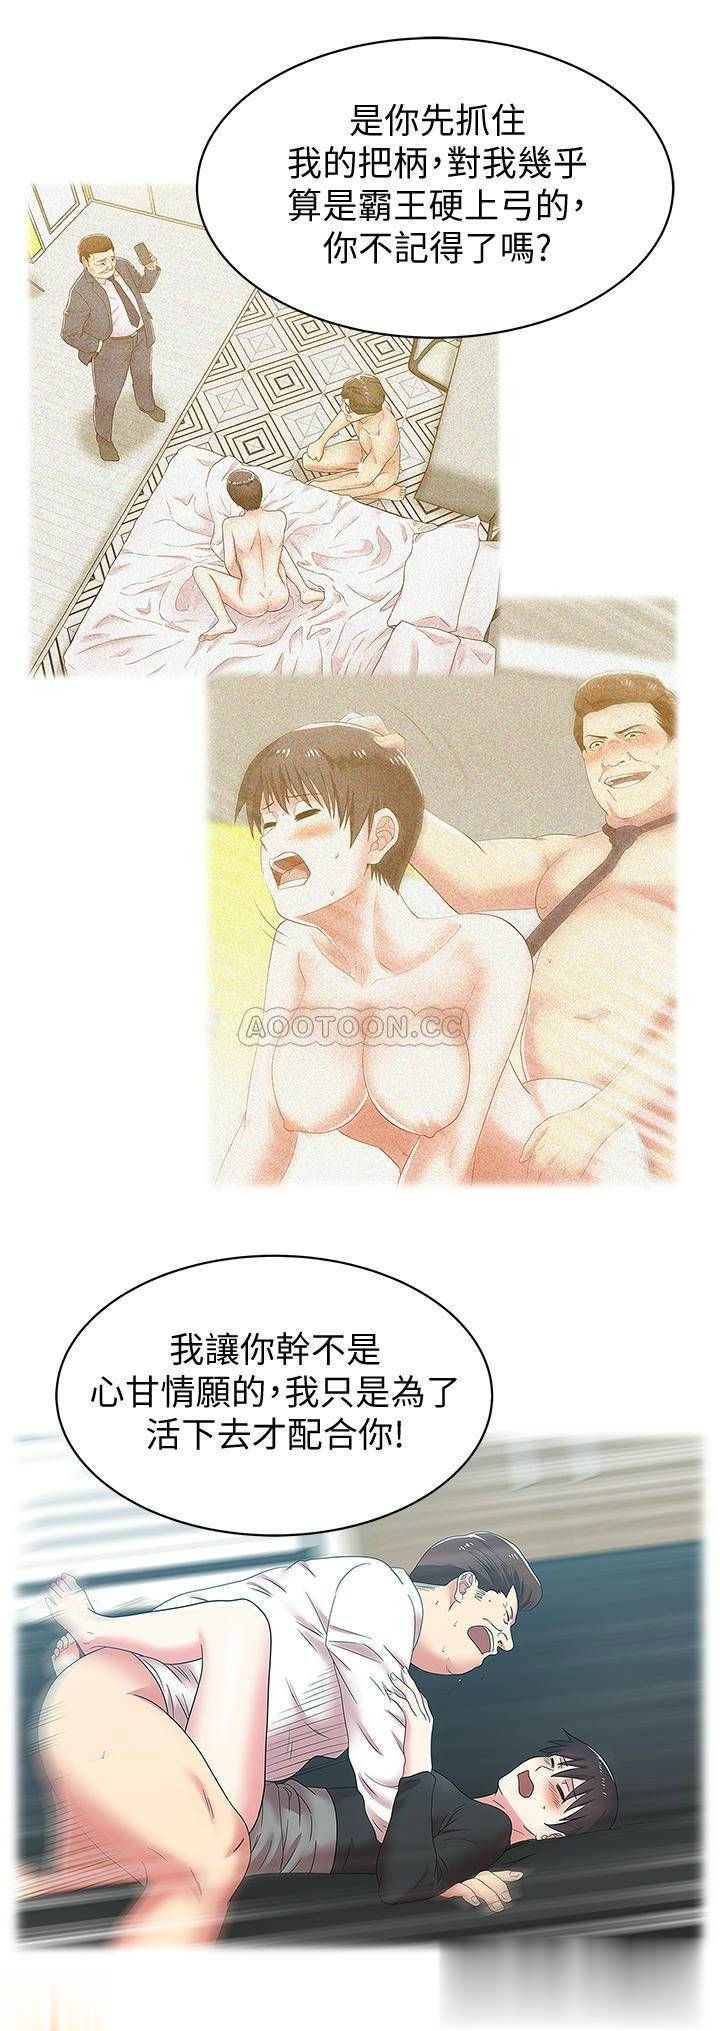 是你先抓住
我的把柄,對我幾乎
算是霸王硬上弓的,
你不記得了嗎?
AOOTOON.CC
我讓你幹不是
心甘情願的,我只是為了
活下去才配合你!